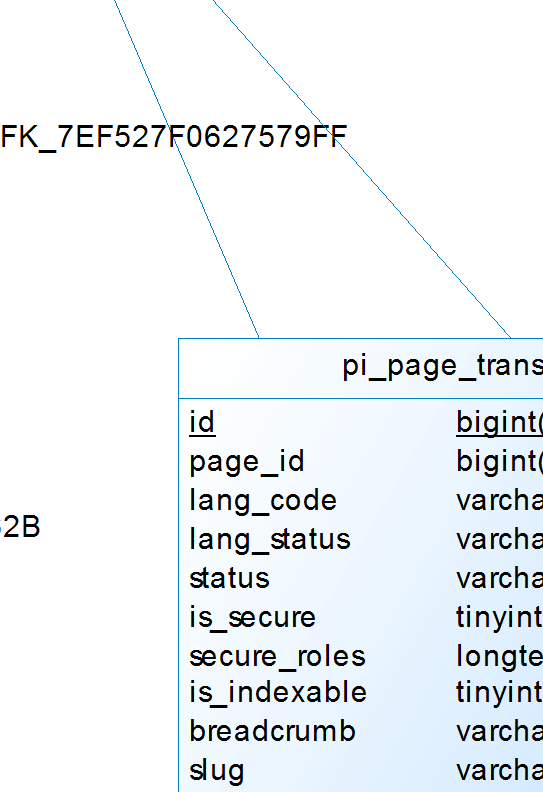 FK_7EF527F0627579FF
pi_page_trans
id bigint(
page_id bigint(
lang_code varcha
2B
lang_status varcha
status varcha
is_secure tinyint
secure_roles longte
is_indexable tinyint
breadcrumb varcha
slug varcha